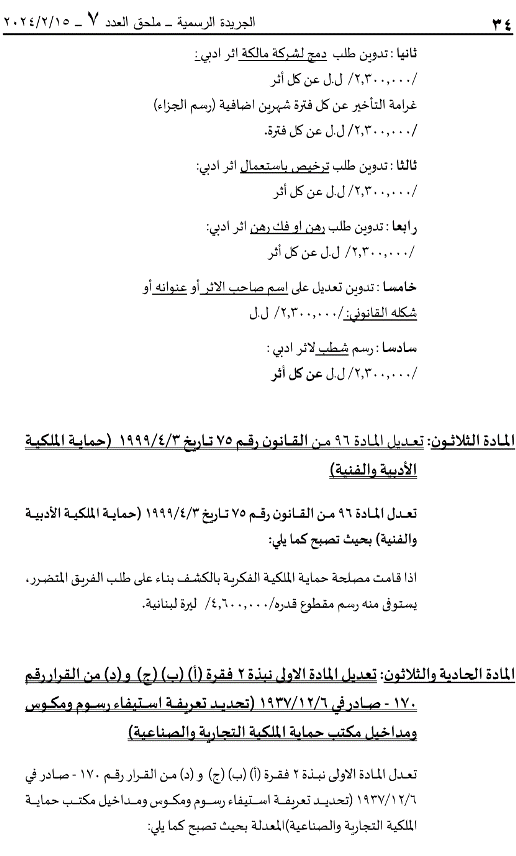 ٣٤ الجريدة الرسمية – ملحق العدد ٧ – ٢٠٢٤/٢/١٥
ثانيا : تدوين طلب دمج لشركة مالكة اثر ادبي :
/٢,٣٠٠,٠٠٠/ ل.ل عن كل أثر
غرامة التأخير عن كل فترة شهرين اضافية (رسم الجزاء)
/٢,٣٠٠,٠٠٠/ ل.ل عن كل فترة.
ثالثا : تدوين طلب ترخيص باستعمال اثر ادبي:
/٢,٣٠٠,٠٠٠/ ل.ل عن كل أثر
رابعا : تدوين طلب رهن او فك رهن اثر ادبي:
/٢,٣٠٠,٠٠٠/ ل.ل عن كل أثر
خامسا : تدوين تعديل على اسم صاحب الاثر أو عنوانه أو
شكله القانوني: /٢,٣٠٠,٠٠٠/ ل.ل
سادسا : رسم شطب لاثر ادبي :
/٢,٣٠٠,٠٠٠/ ل.ل عن كل أثر
المادة الثلاثون: تعديل المادة ٩٦ من القانون رقم ٧٥ تاريخ ١٩٩٩/٤/٣ (حماية الملكية
الأدبية والفنية)
تعدل المادة ٩٦ من القانون رقم ٧٥ تاريخ ١٩٩٩/٤/٣ (حماية الملكية الأدبية
والفنية) بحيث تصبح كما يلي:
اذا قامت مصلحة حماية الملكية الفكرية بالكشف بناء على طلب الفريق المتضرر،
يستوفى منه رسم مقطوع قدره/٤,٦٠٠,٠٠٠/ ليرة لبنانية.
المادة الحادية والثلاثون: تعديل المادة الاولى نبذة ٢ فقرة (أ) (ب) (ج) و (د) من القرار رقم
١٧٠ - صادر في ١٩٣٧/١٢/٦ (تحديد تعريفة استيفاء رسوم ومكوس
ومداخيل مكتب حماية الملكية التجارية والصناعية)
تعدل المادة الاولى نبذة ٢ فقرة (أ) (ب) (ج) و (د) من القرار رقم ١٧٠ - صادر في
١٩٣٧/١٢/٦ (تحديد تعريفة استيفاء رسوم ومكوس ومداخيل مكتب حماية
الملكية التجارية والصناعية)المعدلة بحيث تصبح كما يلي: